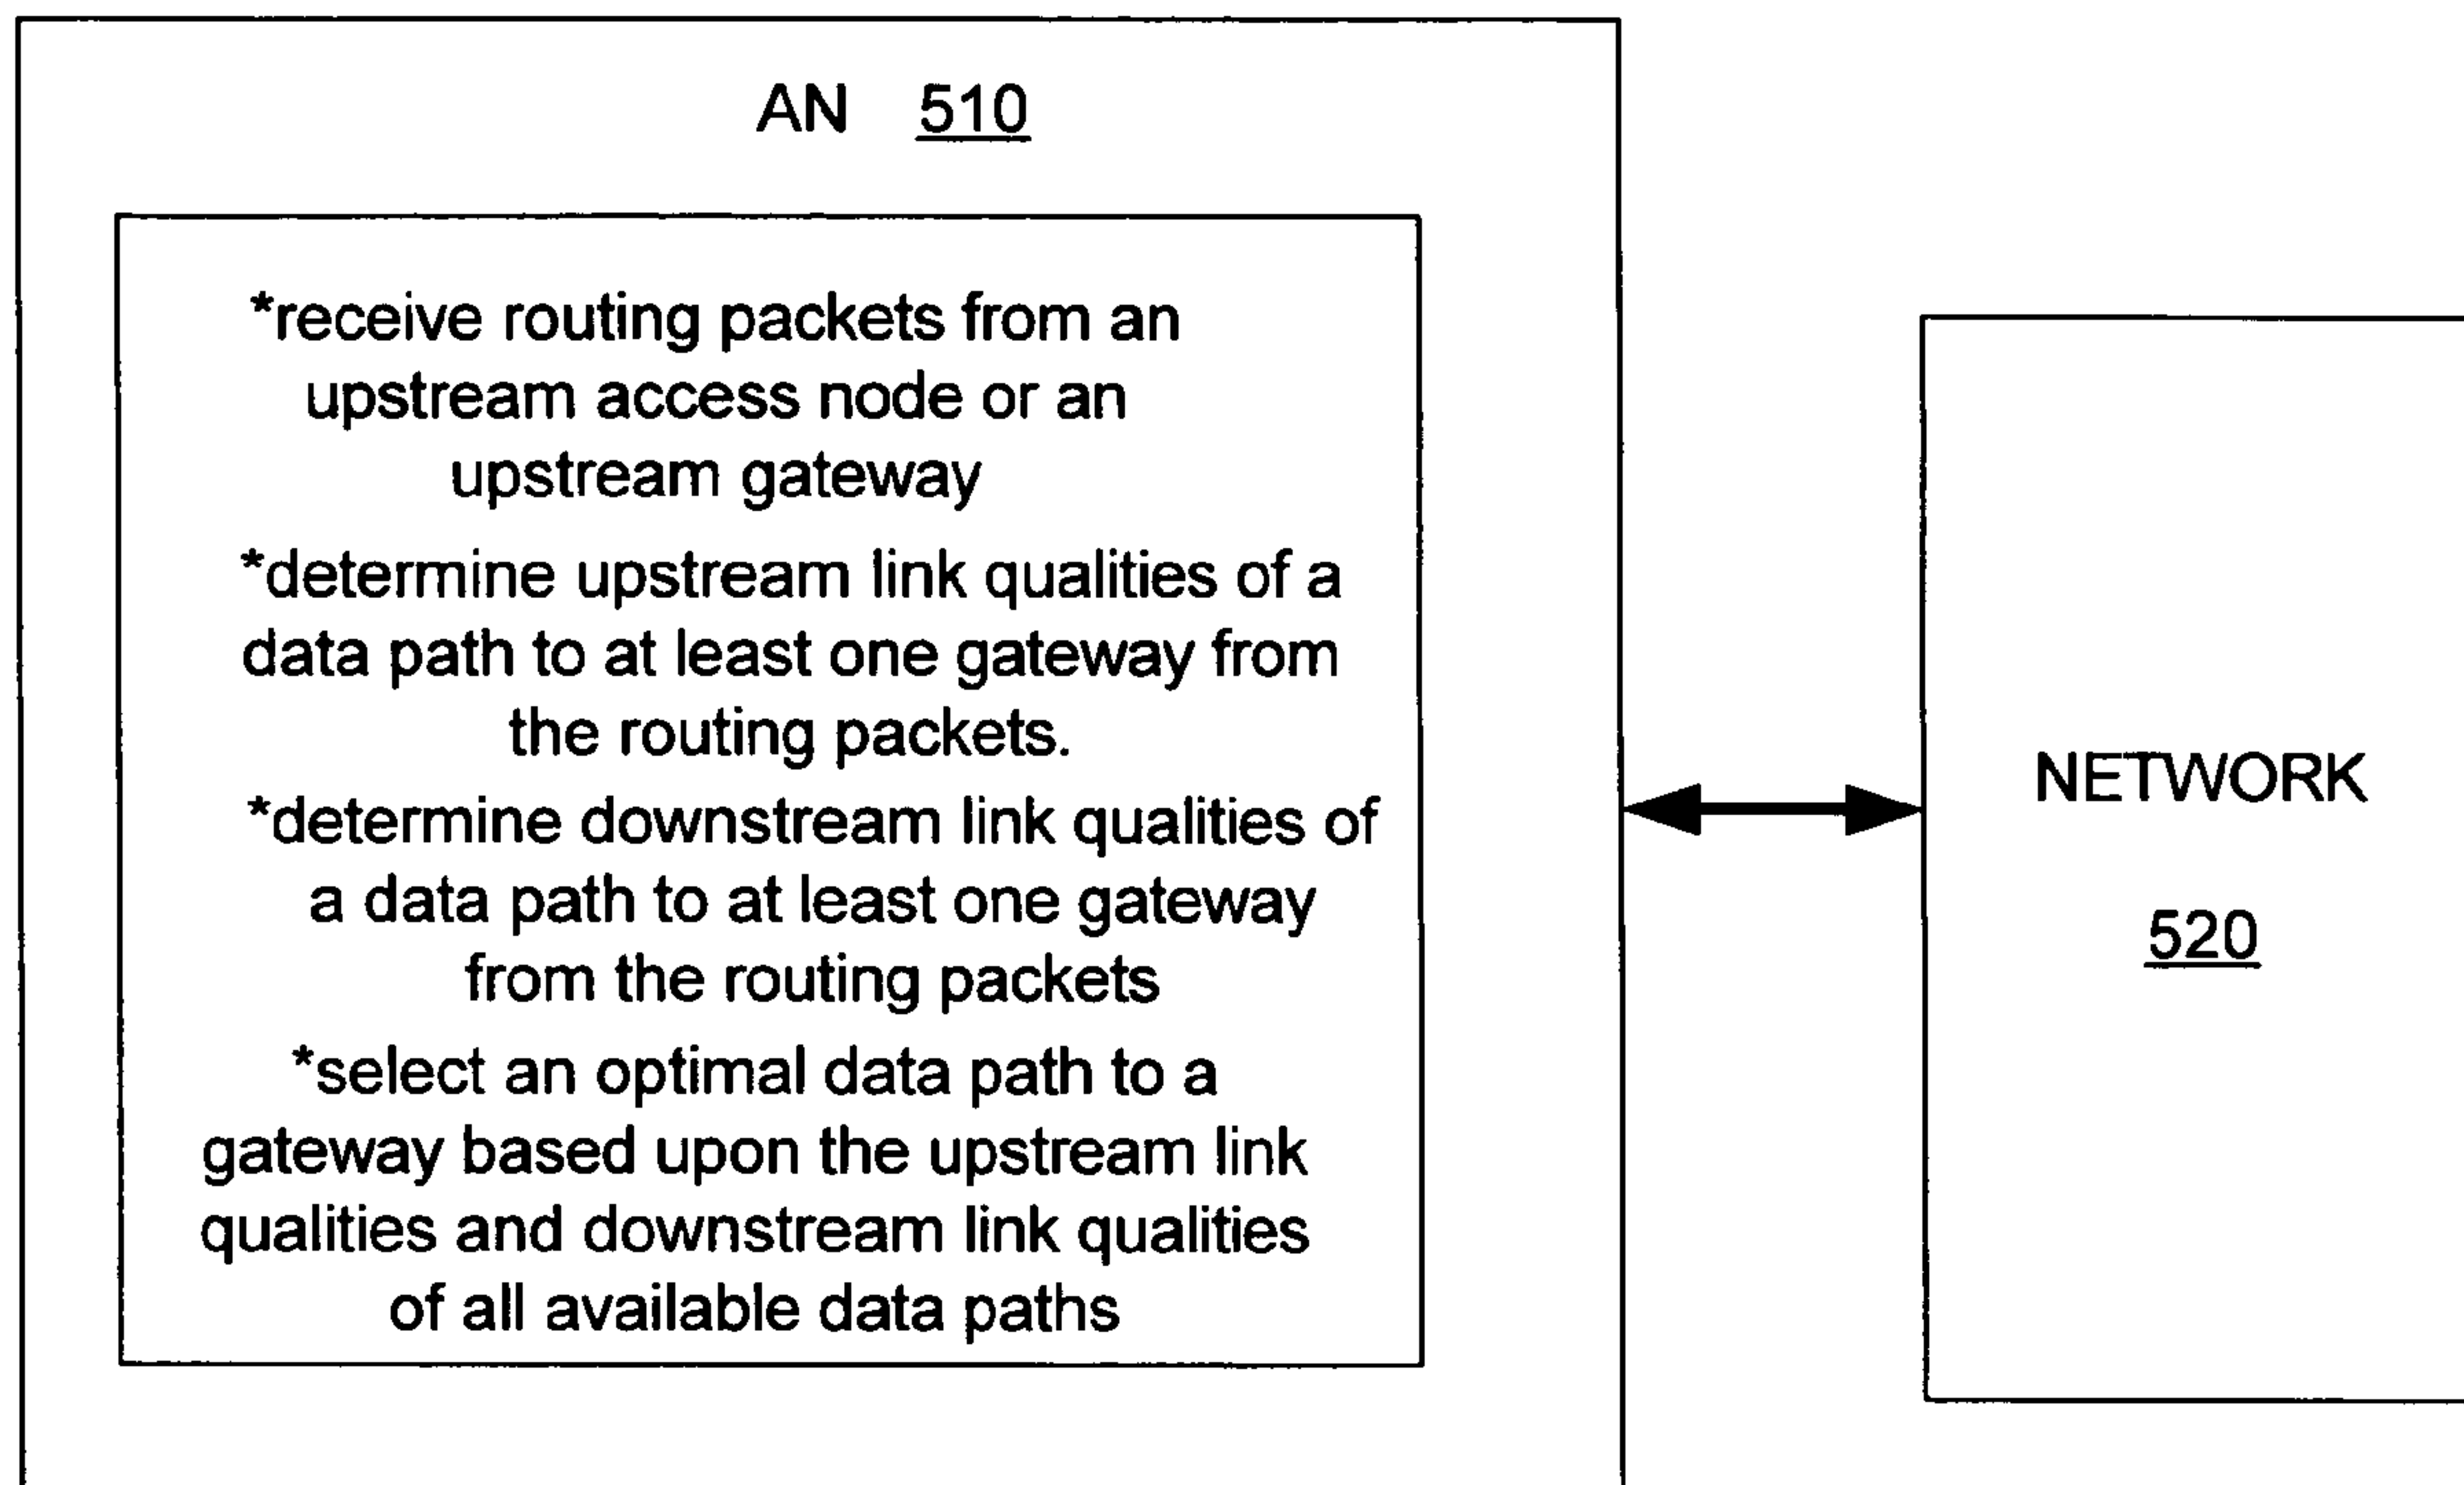 AN 510
*receive routing packets from an
upstream access node or an
upstream gateway
*determine upstream link qualities of a
data path to at least one gateway from
the routing packets.
*determine downstream link qualities of
a data path to at least one gateway
from the routing packets
*select an optimal data path to a
gateway based upon the upstream link
qualities and downstream link qualities
of all available data paths
NETWORK
520